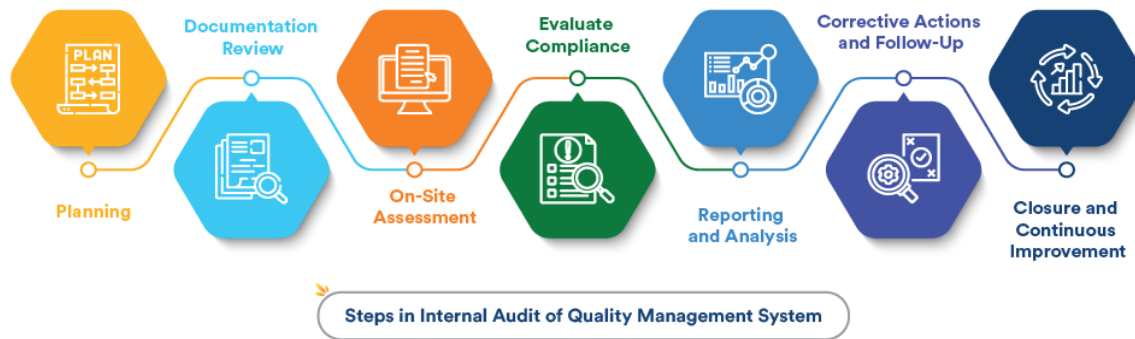 PLAN
Planning
Documentation
Review
On-Site
Assessment
Evaluate
Compliance
Reporting
and Analysis
Corrective Actions
and Follow-Up
Closure and
Continuous
Improvement
Steps in Internal Audit of Quality Management System